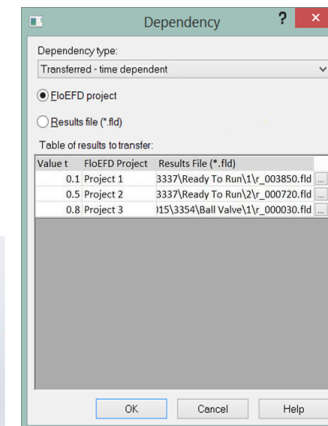 Dependency ? ×
Dependency type:
Transferred - time dependent
FloEFD project
Results file (*.fld)
Table of results to transfer:
Value t FloEFD Project Results File (*.fld)
0.1 Project 1 3337\Ready To Run\1\r_003850.fld ...
0.5 Project 2 3337\Ready To Run\2\r_000720.fld ...
0.8 Project 3 )15\3354\Ball Valve\1\r_000030.fld ...
OK Cancel Help